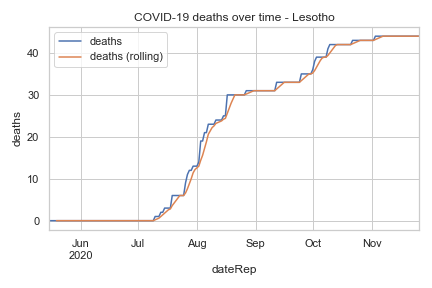 COVID-19 deaths over time - Lesotho
deaths
deaths (rolling)
deaths
40
30
20
10
0
Jun Jul Aug Sep Oct Nov
2020
dateRep